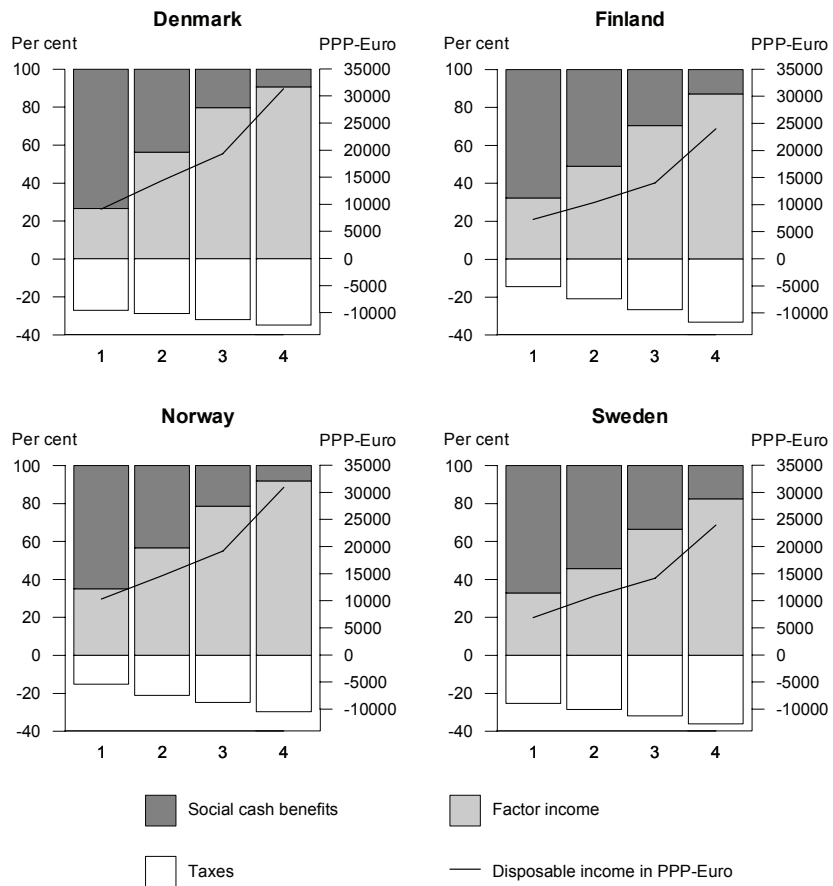 Denmark
Per cent PPP-Euro
100 35000
80 30000
60 25000
40 20000
20 15000
0 10000
-20 5000
-40 0
-5000
-10000
1 2 3 4
Finland
Per cent PPP-Euro
100 35000
80 30000
60 25000
40 20000
20 15000
0 10000
-20 5000
-40 0
-5000
-10000
1 2 3 4
Norway
Per cent PPP-Euro
100 35000
80 30000
60 25000
40 20000
20 15000
0 10000
-20 5000
-40 0
-5000
-10000
1 2 3 4
Sweden
Per cent PPP-Euro
100 35000
80 30000
60 25000
40 20000
20 15000
0 10000
-20 5000
-40 0
-5000
-10000
1 2 3 4
Social cash benefits Factor income
Taxes Disposable income in PPP-Euro